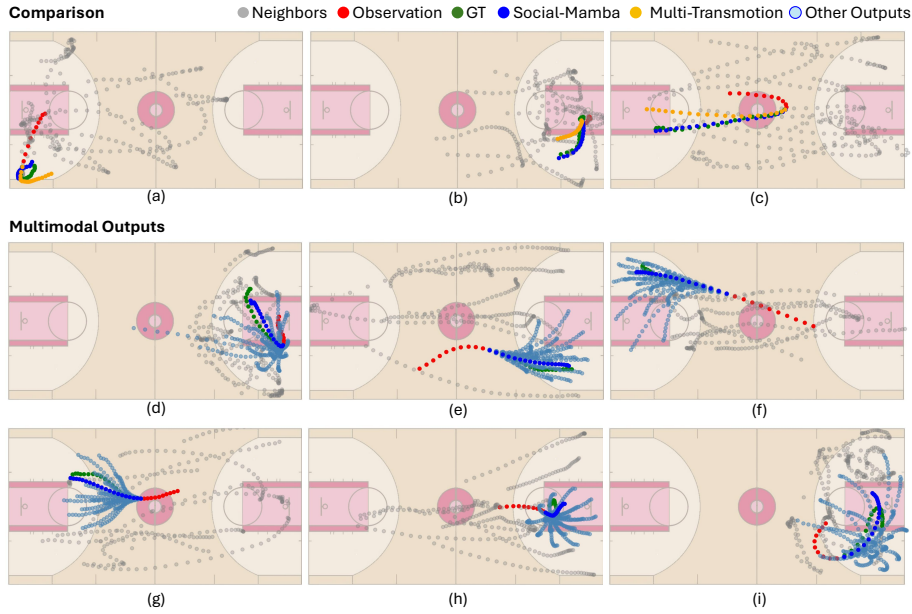 Comparison Neighbors Observation GT Social-Mamba Multi-Transmotion Other Outputs
(a) (b) (c)
Multimodal Outputs
(d) (e) (f)
(g) (h) (i)